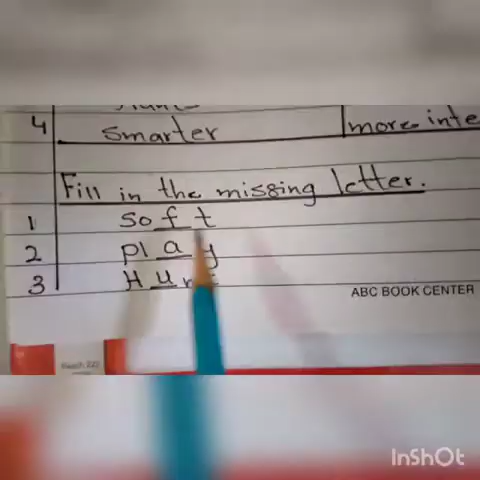 4 smarter more inte
Fill in the missing letter.
1 soft
2 play
3 Hu
ABC BOOK CENTER
InShOt